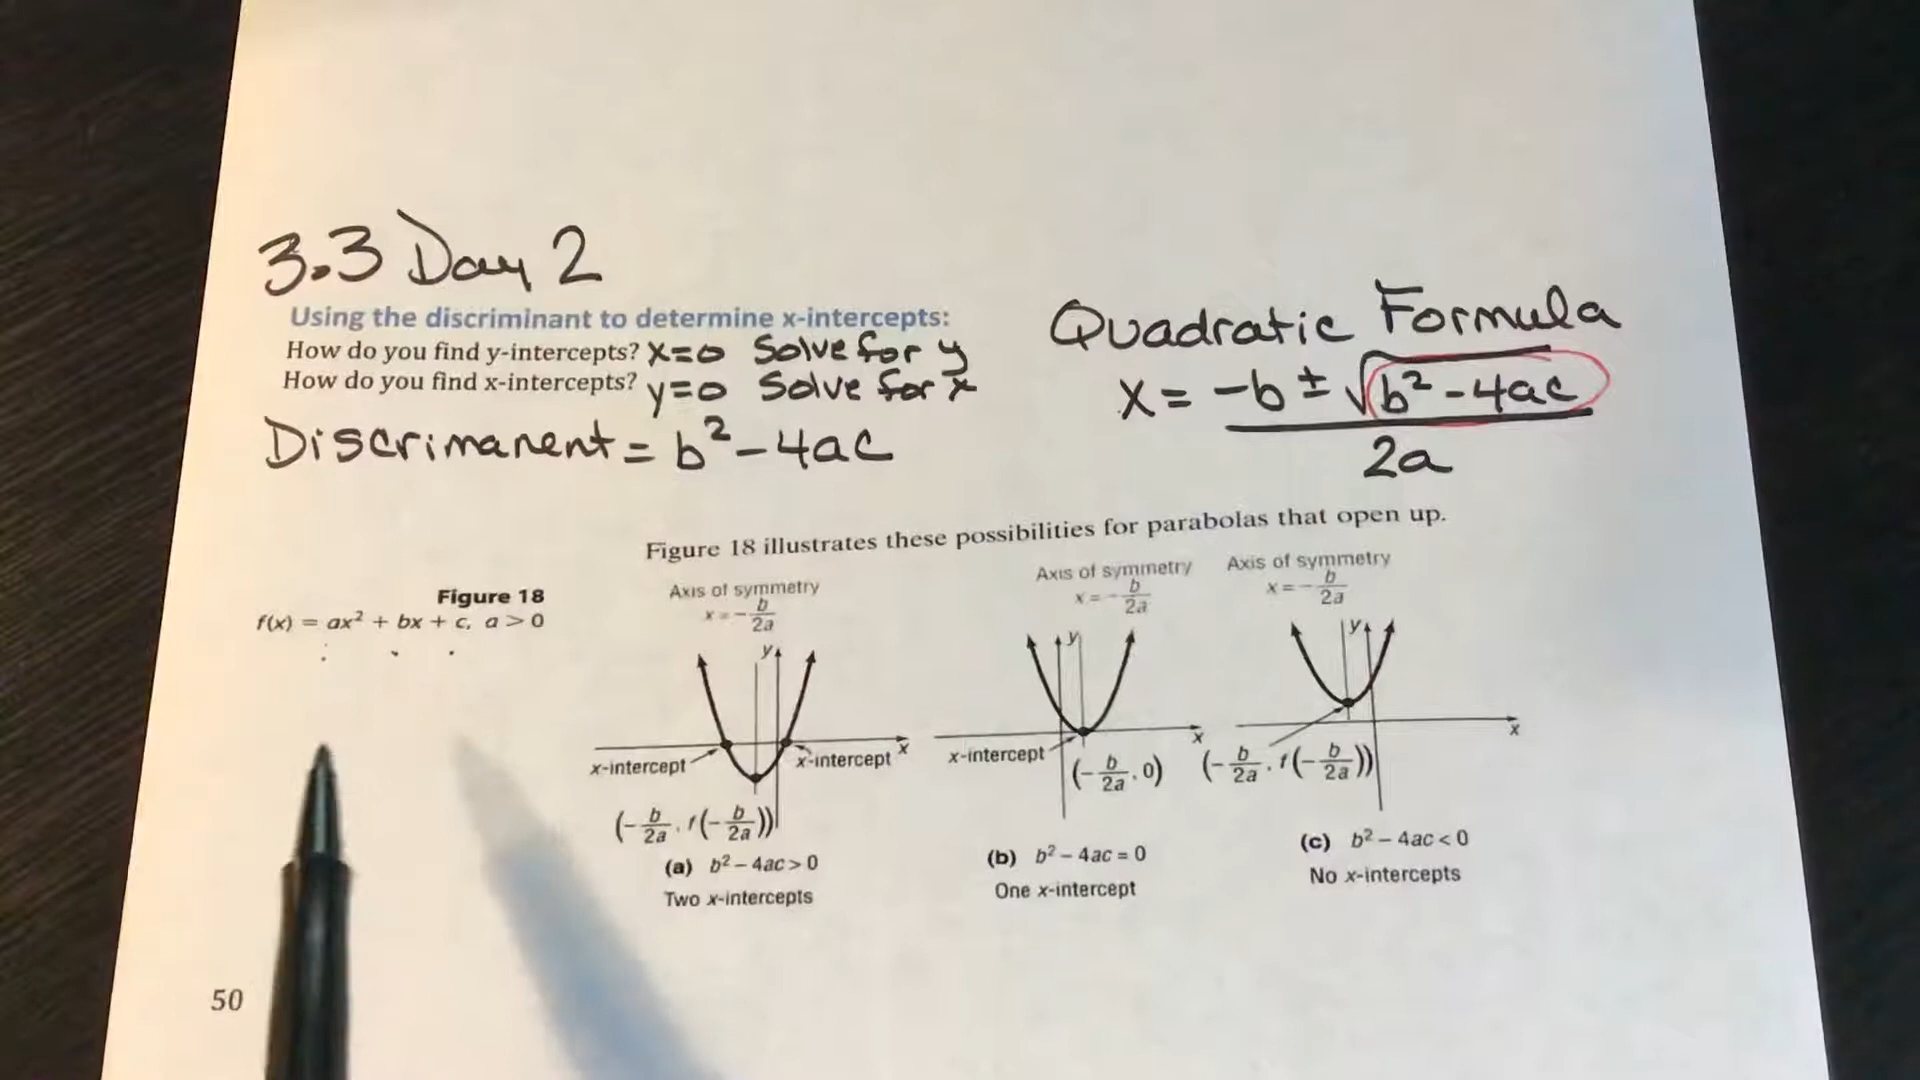 3.3 Day 2
Using the discriminant to determine x-intercepts:
How do you find y-intercepts? x=0 Solve for y
How do you find x-intercepts? y=0 Solve for x
Discrimanent = b² - 4ac
Quadratic Formula
x = -b ± √b² - 4ac
2a
Figure 18 illustrates these possibilities for parabolas that open up.
Figure 18
f(x) = ax² + bx + c, a > 0
Axis of symmetry
x = - b/2a
y
x
x-intercept
x-intercept
(- b/2a, f(- b/2a))
(a) b² – 4ac > 0
Two x-intercepts
Axis of symmetry
x = - b/2a
y
x
x-intercept
(- b/2a, 0)
(b) b² – 4ac = 0
One x-intercept
Axis of symmetry
x = - b/2a
y
x
(- b/2a, f(- b/2a))
(c) b² – 4ac < 0
No x-intercepts
50